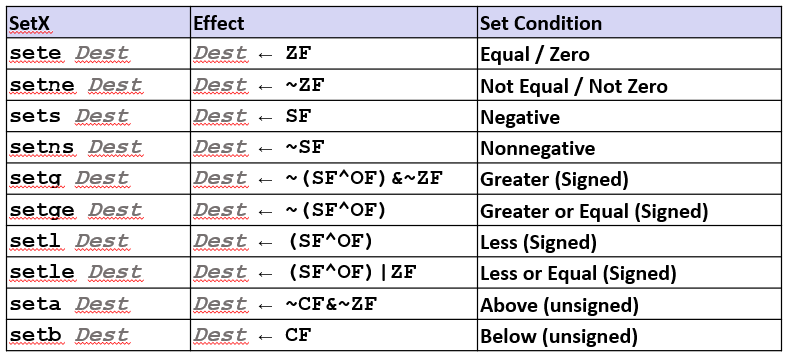 SetX Effect Set Condition
sete Dest Dest ← ZF Equal / Zero
setne Dest Dest ← ~ZF Not Equal / Not Zero
sets Dest Dest ← SF Negative
setns Dest Dest ← ~SF Nonnegative
setg Dest Dest ← ~(SF^OF)&~ZF Greater (Signed)
setge Dest Dest ← ~(SF^OF) Greater or Equal (Signed)
setl Dest Dest ← (SF^OF) Less (Signed)
setle Dest Dest ← (SF^OF)|ZF Less or Equal (Signed)
seta Dest Dest ← ~CF&~ZF Above (unsigned)
setb Dest Dest ← CF Below (unsigned)